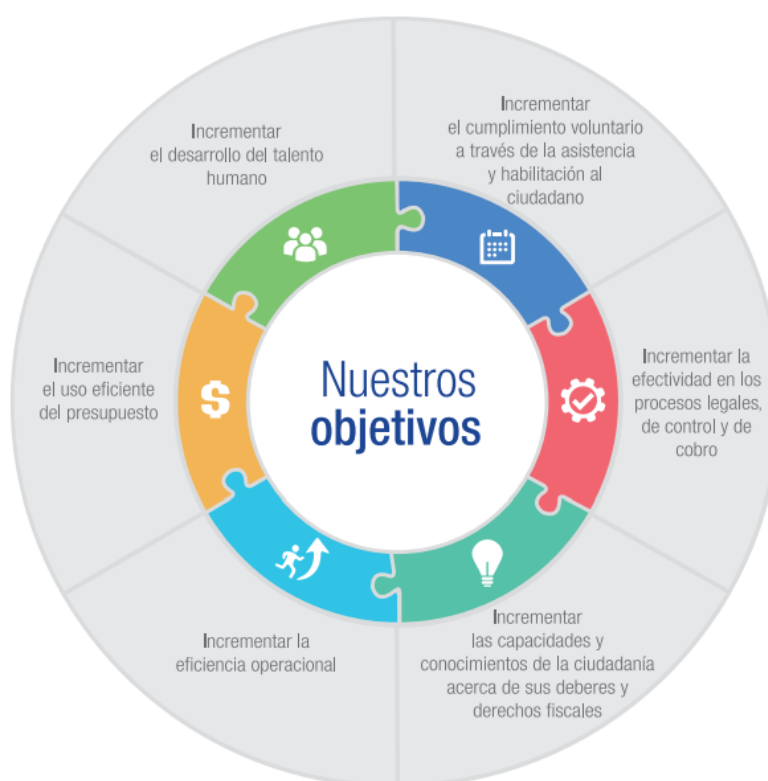 Nuestros
objetivos
Incrementar
el cumplimiento voluntario
a través de la asistencia
y habilitación al
ciudadano
Incrementar la
efectividad en los
procesos legales,
de control y de
cobro
Incrementar
las capacidades y
conocimientos de la ciudadanía
acerca de sus deberes y
derechos fiscales
Incrementar la
eficiencia operacional
Incrementar
el uso eficiente
del presupuesto
Incrementar
el desarrollo del talento
humano